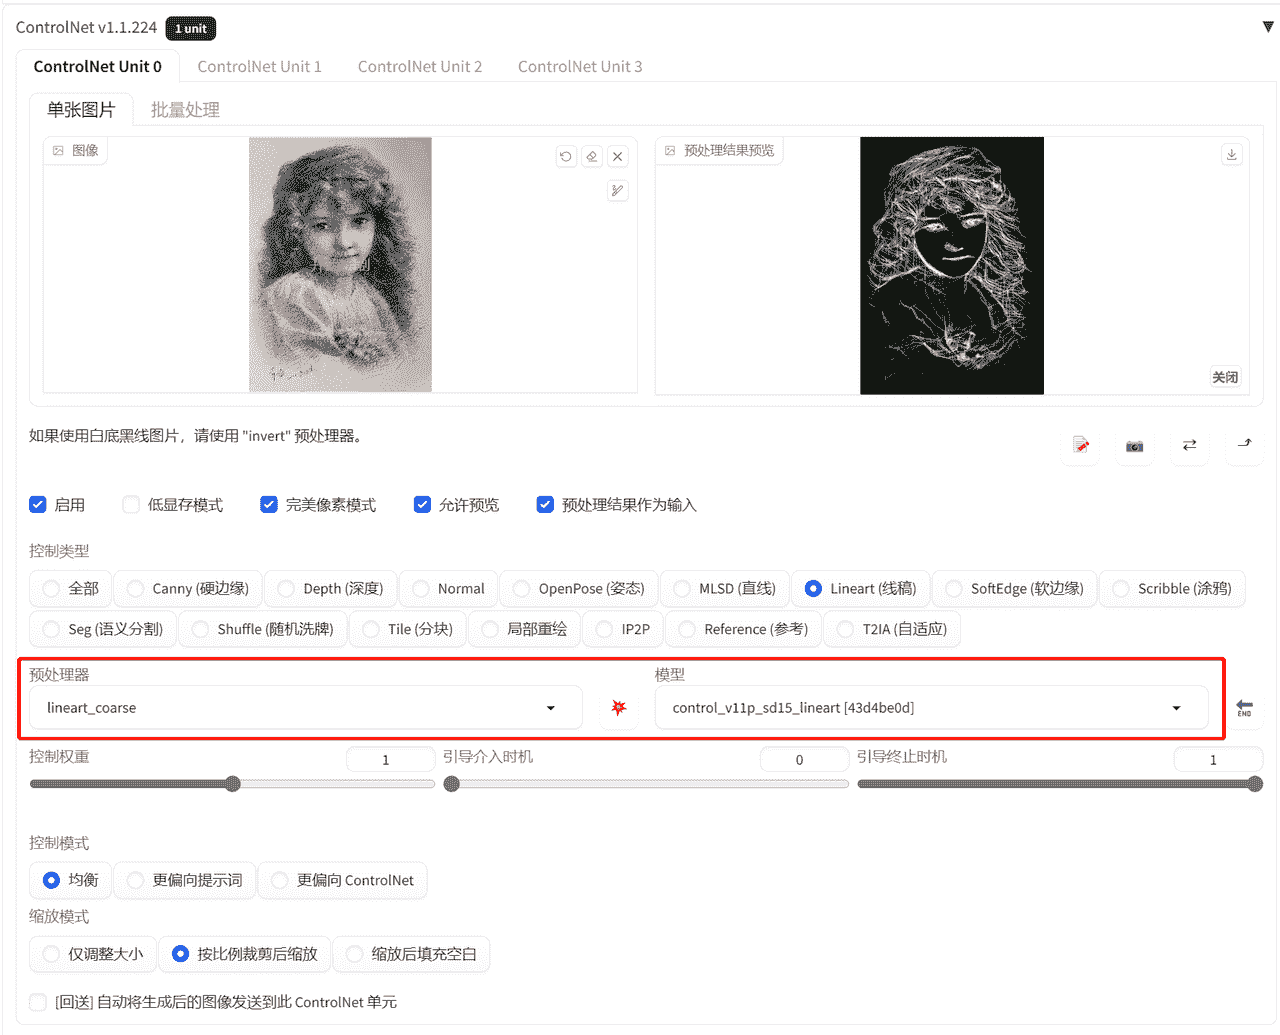 ControlNet v1.1.224 1 unit
ControlNet Unit 0 ControlNet Unit 1 ControlNet Unit 2 ControlNet Unit 3
单张图片 批量处理
图像 预处理结果预览
关闭
如果使用白底黑线图片，请使用 "invert" 预处理器。
启用 低显存模式 完美像素模式 允许预览 预处理结果作为输入
控制类型
全部 Canny (硬边缘) Depth (深度) Normal OpenPose (姿态) MLSD (直线) Lineart (线稿) SoftEdge (软边缘) Scribble (涂鸦)
Seg (语义分割) Shuffle (随机洗牌) Tile (分块) 局部重绘 IP2P Reference (参考) T2IA (自适应)
预处理器 模型
lineart_coarse control_v11p_sd15_lineart [43d4be0d] END
控制权重 1 引导介入时机 0 引导终止时机 1
控制模式
均衡 更偏向提示词 更偏向 ControlNet
缩放模式
仅调整大小 按比例裁剪后缩放 缩放后填充空白
[回送] 自动将生成后的图像发送到此 ControlNet 单元